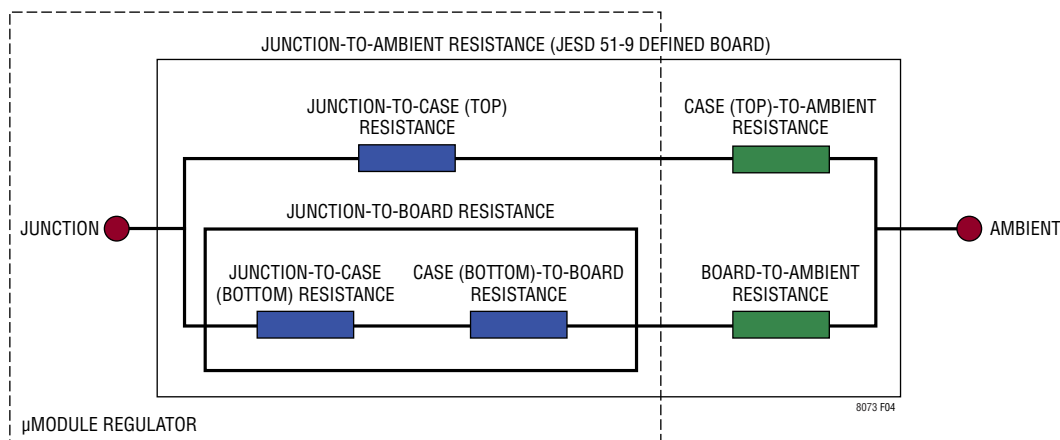 JUNCTION-TO-AMBIENT RESISTANCE (JESD 51-9 DEFINED BOARD)
JUNCTION-TO-CASE (TOP)
RESISTANCE
CASE (TOP)-TO-AMBIENT
RESISTANCE
JUNCTION-TO-BOARD RESISTANCE
JUNCTION
AMBIENT
JUNCTION-TO-CASE
(BOTTOM) RESISTANCE
CASE (BOTTOM)-TO-BOARD
RESISTANCE
BOARD-TO-AMBIENT
RESISTANCE
8073 F04
µMODULE REGULATOR